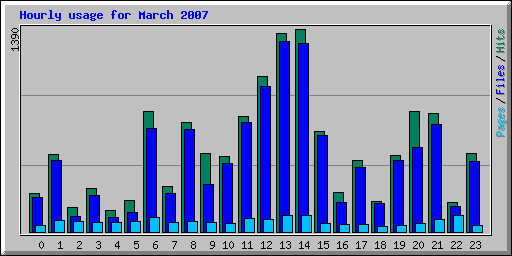 Hourly usage for March 2007
1390
Pages/Files/Hits
0 1 2 3 4 5 6 7 8 9 10 11 12 13 14 15 16 17 18 19 20 21 22 23